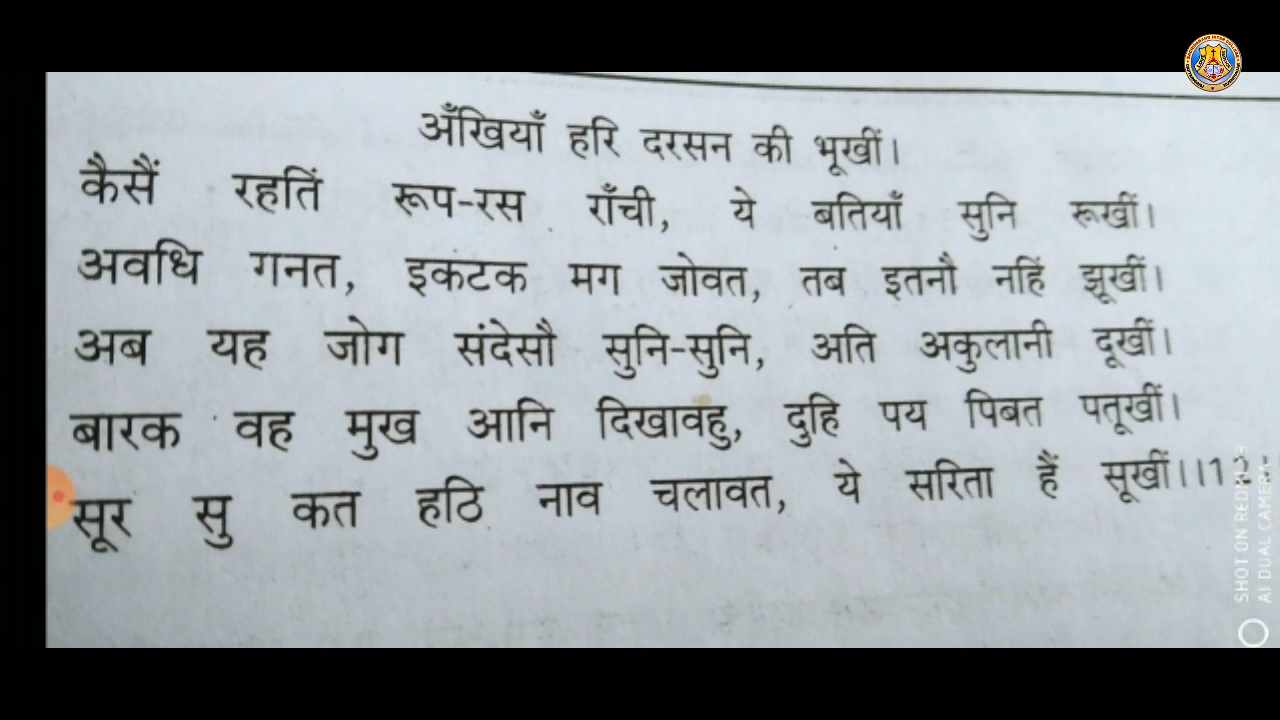 अँखियाँ हरि दरसन की भूखीं।
कैसैं रहतिं रूप-रस राँची, ये बतियाँ सुनि रूखीं।
अवधि गनत, इकटक मग जोवत, तब इतनौ नहिं झूखीं।
अब यह जोग संदेसौ सुनि-सुनि, अति अकुलानी दूखीं।
बारक वह मुख आनि दिखावहु, दुहि पय पिबत पतूखीं।
सूर सु कत हठि नाव चलावत, ये सरिता हैं सूखीं।।
SHOT ON REDMI
AI DUAL CAMERA